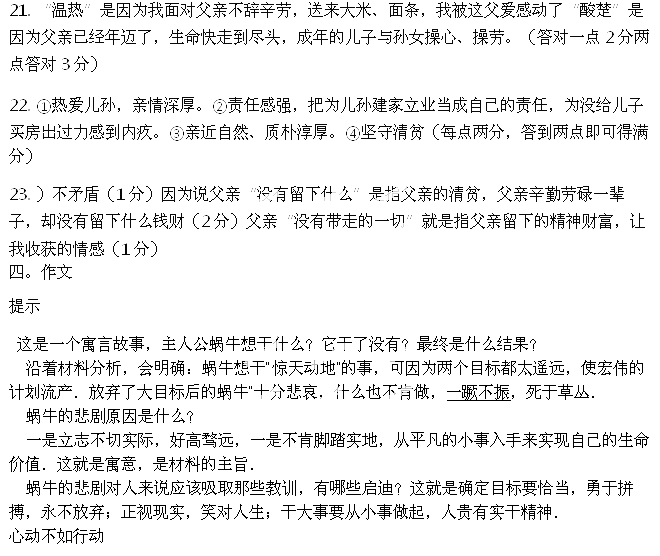 21. “温热”是因为我面对父亲不辞辛劳，送来大米、面条，我被这父爱感动了“酸楚”是
因为父亲已经年迈了，生命快走到尽头，成年的儿子与孙女操心、操劳。（答对一点 2 分两
点答对 3 分）
22. ①热爱儿孙，亲情深厚。②责任感强，把为儿孙建家立业当成自己的责任，为没给儿子
买房出过力感到内疚。③亲近自然、质朴淳厚。④坚守清贫（每点两分，答到两点即可得满
分）
23. ）不矛盾（1 分）因为说父亲“没有留下什么”是指父亲的清贫，父亲辛勤劳碌一辈
子，却没有留下什么钱财（2 分）父亲“没有带走的一切”就是指父亲留下的精神财富，让
我收获的情感（1 分）
四。作文
提示
这是一个寓言故事，主人公蜗牛想干什么？它干了没有？最终是什么结果？
沿着材料分析，会明确：蜗牛想干“惊天动地”的事，可因为两个目标都太遥远，使宏伟的
计划流产．放弃了大目标后的蜗牛“十分悲哀．什么也不肯做，一蹶不振，死于草丛．
蜗牛的悲剧原因是什么？
一是立志不切实际，好高骛远，一是不肯脚踏实地，从平凡的小事入手来实现自己的生命
价值．这就是寓意，是材料的主旨．
蜗牛的悲剧对人来说应该吸取那些教训，有哪些启迪？这就是确定目标要恰当，勇于拼
搏，永不放弃；正视现实，笑对人生；干大事要从小事做起，人贵有实干精神．
心动不如行动